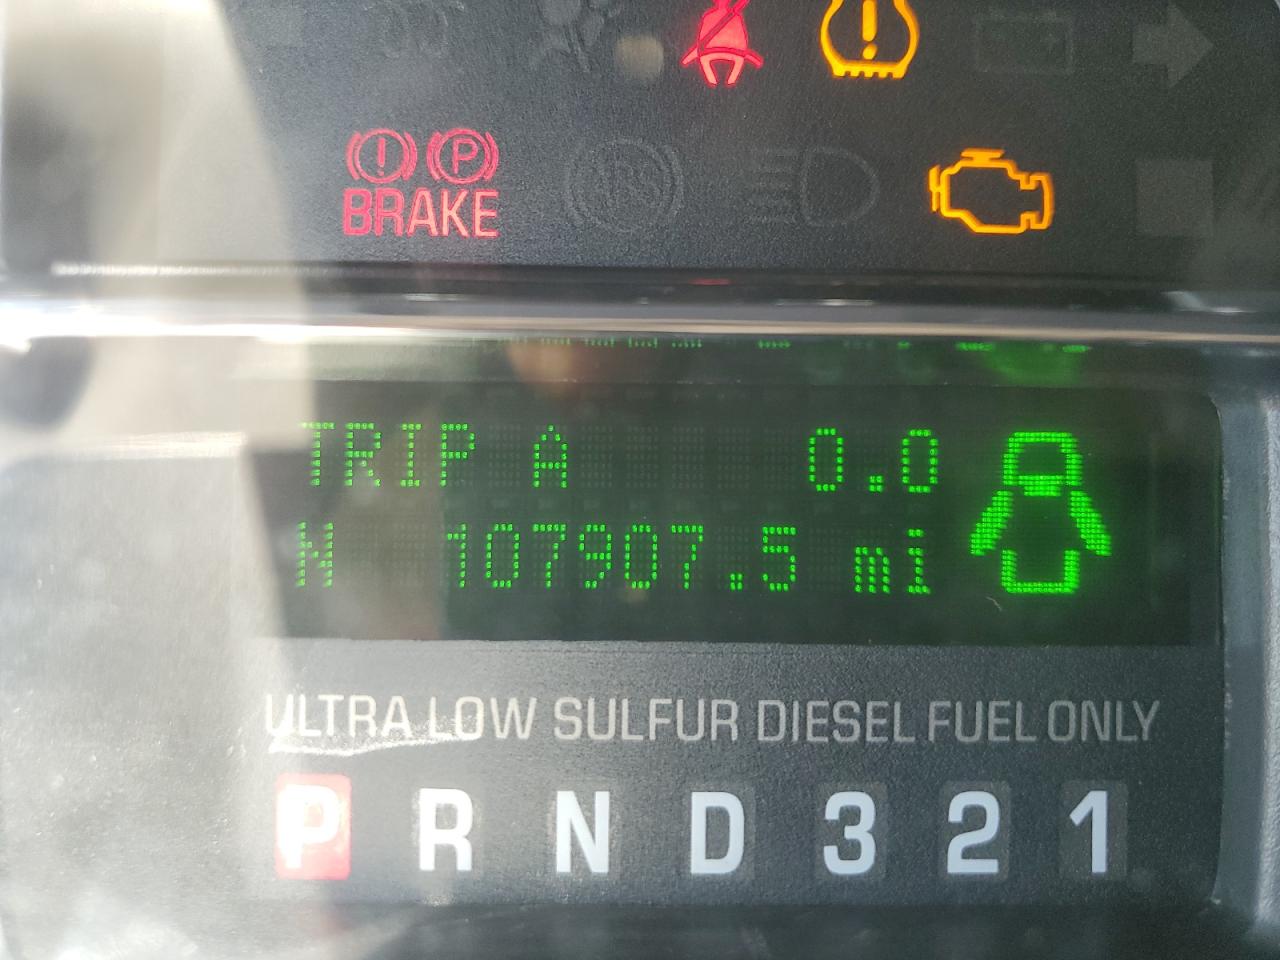 ! P
BRAKE
!
TRIP A 0.0
N 107907.5 mi
ULTRA LOW SULFUR DIESEL FUEL ONLY
P R N D 3 2 1